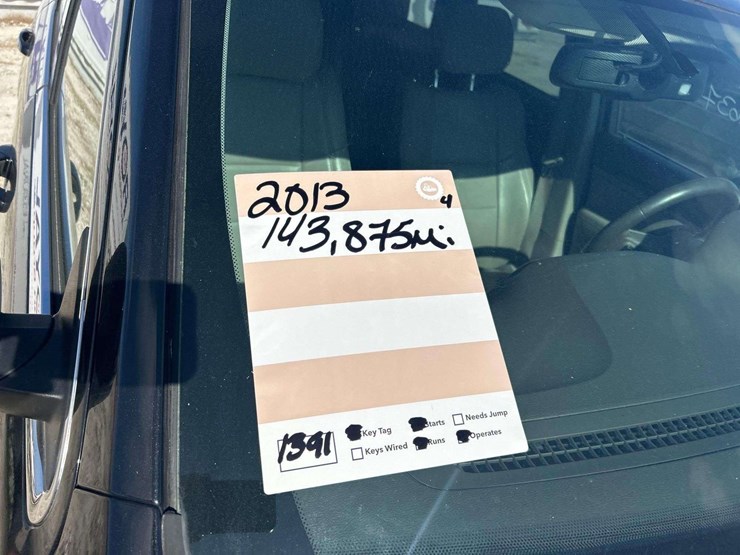 2013
4
143,875mi:
1391
Key Tag Starts Needs Jump
Keys Wired Runs Operates